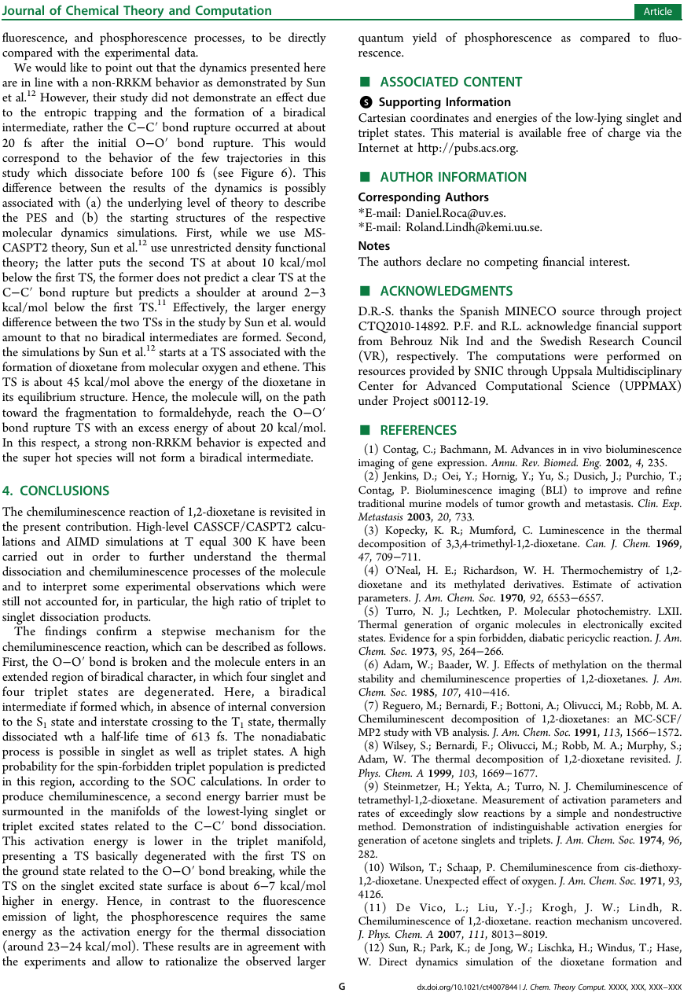 Journal of Chemical Theory and Computation
Article
fluorescence, and phosphorescence processes, to be directly
compared with the experimental data.
We would like to point out that the dynamics presented here
are in line with a non-RRKM behavior as demonstrated by Sun
et al.12 However, their study did not demonstrate an effect due
to the entropic trapping and the formation of a biradical
intermediate, rather the C−C′ bond rupture occurred at about
20 fs after the initial O−O′ bond rupture. This would
correspond to the behavior of the few trajectories in this
study which dissociate before 100 fs (see Figure 6). This
difference between the results of the dynamics is possibly
associated with (a) the underlying level of theory to describe
the PES and (b) the starting structures of the respective
molecular dynamics simulations. First, while we use MS-
CASPT2 theory, Sun et al.12 use unrestricted density functional
theory; the latter puts the second TS at about 10 kcal/mol
below the first TS, the former does not predict a clear TS at the
C−C′ bond rupture but predicts a shoulder at around 2−3
kcal/mol below the first TS.11 Effectively, the larger energy
difference between the two TSs in the study by Sun et al. would
amount to that no biradical intermediates are formed. Second,
the simulations by Sun et al.12 starts at a TS associated with the
formation of dioxetane from molecular oxygen and ethene. This
TS is about 45 kcal/mol above the energy of the dioxetane in
its equilibrium structure. Hence, the molecule will, on the path
toward the fragmentation to formaldehyde, reach the O−O′
bond rupture TS with an excess energy of about 20 kcal/mol.
In this respect, a strong non-RRKM behavior is expected and
the super hot species will not form a biradical intermediate.
4. CONCLUSIONS
The chemiluminescence reaction of 1,2-dioxetane is revisited in
the present contribution. High-level CASSCF/CASPT2 calcu-
lations and AIMD simulations at T equal 300 K have been
carried out in order to further understand the thermal
dissociation and chemiluminescence processes of the molecule
and to interpret some experimental observations which were
still not accounted for, in particular, the high ratio of triplet to
singlet dissociation products.
The findings confirm a stepwise mechanism for the
chemiluminescence reaction, which can be described as follows.
First, the O−O′ bond is broken and the molecule enters in an
extended region of biradical character, in which four singlet and
four triplet states are degenerated. Here, a biradical
intermediate if formed which, in absence of internal conversion
to the S1 state and interstate crossing to the T1 state, thermally
dissociated wth a half-life time of 613 fs. The nonadiabatic
process is possible in singlet as well as triplet states. A high
probability for the spin-forbidden triplet population is predicted
in this region, according to the SOC calculations. In order to
produce chemiluminescence, a second energy barrier must be
surmounted in the manifolds of the lowest-lying singlet or
triplet excited states related to the C−C′ bond dissociation.
This activation energy is lower in the triplet manifold,
presenting a TS basically degenerated with the first TS on
the ground state related to the O−O′ bond breaking, while the
TS on the singlet excited state surface is about 6−7 kcal/mol
higher in energy. Hence, in contrast to the fluorescence
emission of light, the phosphorescence requires the same
energy as the activation energy for the thermal dissociation
(around 23−24 kcal/mol). These results are in agreement with
the experiments and allow to rationalize the observed larger
quantum yield of phosphorescence as compared to fluo-
rescence.
■ ASSOCIATED CONTENT
S Supporting Information
Cartesian coordinates and energies of the low-lying singlet and
triplet states. This material is available free of charge via the
Internet at http://pubs.acs.org.
■ AUTHOR INFORMATION
Corresponding Authors
*E-mail: Daniel.Roca@uv.es.
*E-mail: Roland.Lindh@kemi.uu.se.
Notes
The authors declare no competing financial interest.
■ ACKNOWLEDGMENTS
D.R.-S. thanks the Spanish MINECO source through project
CTQ2010-14892. P.F. and R.L. acknowledge financial support
from Behrouz Nik Ind and the Swedish Research Council
(VR), respectively. The computations were performed on
resources provided by SNIC through Uppsala Multidisciplinary
Center for Advanced Computational Science (UPPMAX)
under Project s00112-19.
■ REFERENCES
(1) Contag, C.; Bachmann, M. Advances in in vivo bioluminescence
imaging of gene expression. Annu. Rev. Biomed. Eng. 2002, 4, 235.
(2) Jenkins, D.; Oei, Y.; Hornig, Y.; Yu, S.; Dusich, J.; Purchio, T.;
Contag, P. Bioluminescence imaging (BLI) to improve and refine
traditional murine models of tumor growth and metastasis. Clin. Exp.
Metastasis 2003, 20, 733.
(3) Kopecky, K. R.; Mumford, C. Luminescence in the thermal
decomposition of 3,3,4-trimethyl-1,2-dioxetane. Can. J. Chem. 1969,
47, 709−711.
(4) O'Neal, H. E.; Richardson, W. H. Thermochemistry of 1,2-
dioxetane and its methylated derivatives. Estimate of activation
parameters. J. Am. Chem. Soc. 1970, 92, 6553−6557.
(5) Turro, N. J.; Lechtken, P. Molecular photochemistry. LXII.
Thermal generation of organic molecules in electronically excited
states. Evidence for a spin forbidden, diabatic pericyclic reaction. J. Am.
Chem. Soc. 1973, 95, 264−266.
(6) Adam, W.; Baader, W. J. Effects of methylation on the thermal
stability and chemiluminescence properties of 1,2-dioxetanes. J. Am.
Chem. Soc. 1985, 107, 410−416.
(7) Reguero, M.; Bernardi, F.; Bottoni, A.; Olivucci, M.; Robb, M. A.
Chemiluminescent decomposition of 1,2-dioxetanes: an MC-SCF/
MP2 study with VB analysis. J. Am. Chem. Soc. 1991, 113, 1566−1572.
(8) Wilsey, S.; Bernardi, F.; Olivucci, M.; Robb, M. A.; Murphy, S.;
Adam, W. The thermal decomposition of 1,2-dioxetane revisited. J.
Phys. Chem. A 1999, 103, 1669−1677.
(9) Steinmetzer, H.; Yekta, A.; Turro, N. J. Chemiluminescence of
tetramethyl-1,2-dioxetane. Measurement of activation parameters and
rates of exceedingly slow reactions by a simple and nondestructive
method. Demonstration of indistinguishable activation energies for
generation of acetone singlets and triplets. J. Am. Chem. Soc. 1974, 96,
282.
(10) Wilson, T.; Schaap, P. Chemiluminescence from cis-diethoxy-
1,2-dioxetane. Unexpected effect of oxygen. J. Am. Chem. Soc. 1971, 93,
4126.
(11) De Vico, L.; Liu, Y.-J.; Krogh, J. W.; Lindh, R.
Chemiluminescence of 1,2-dioxetane. reaction mechanism uncovered.
J. Phys. Chem. A 2007, 111, 8013−8019.
(12) Sun, R.; Park, K.; de Jong, W.; Lischka, H.; Windus, T.; Hase,
W. Direct dynamics simulation of the dioxetane formation and
G
dx.doi.org/10.1021/ct4007844 | J. Chem. Theory Comput. XXXX, XXX, XXX−XXX